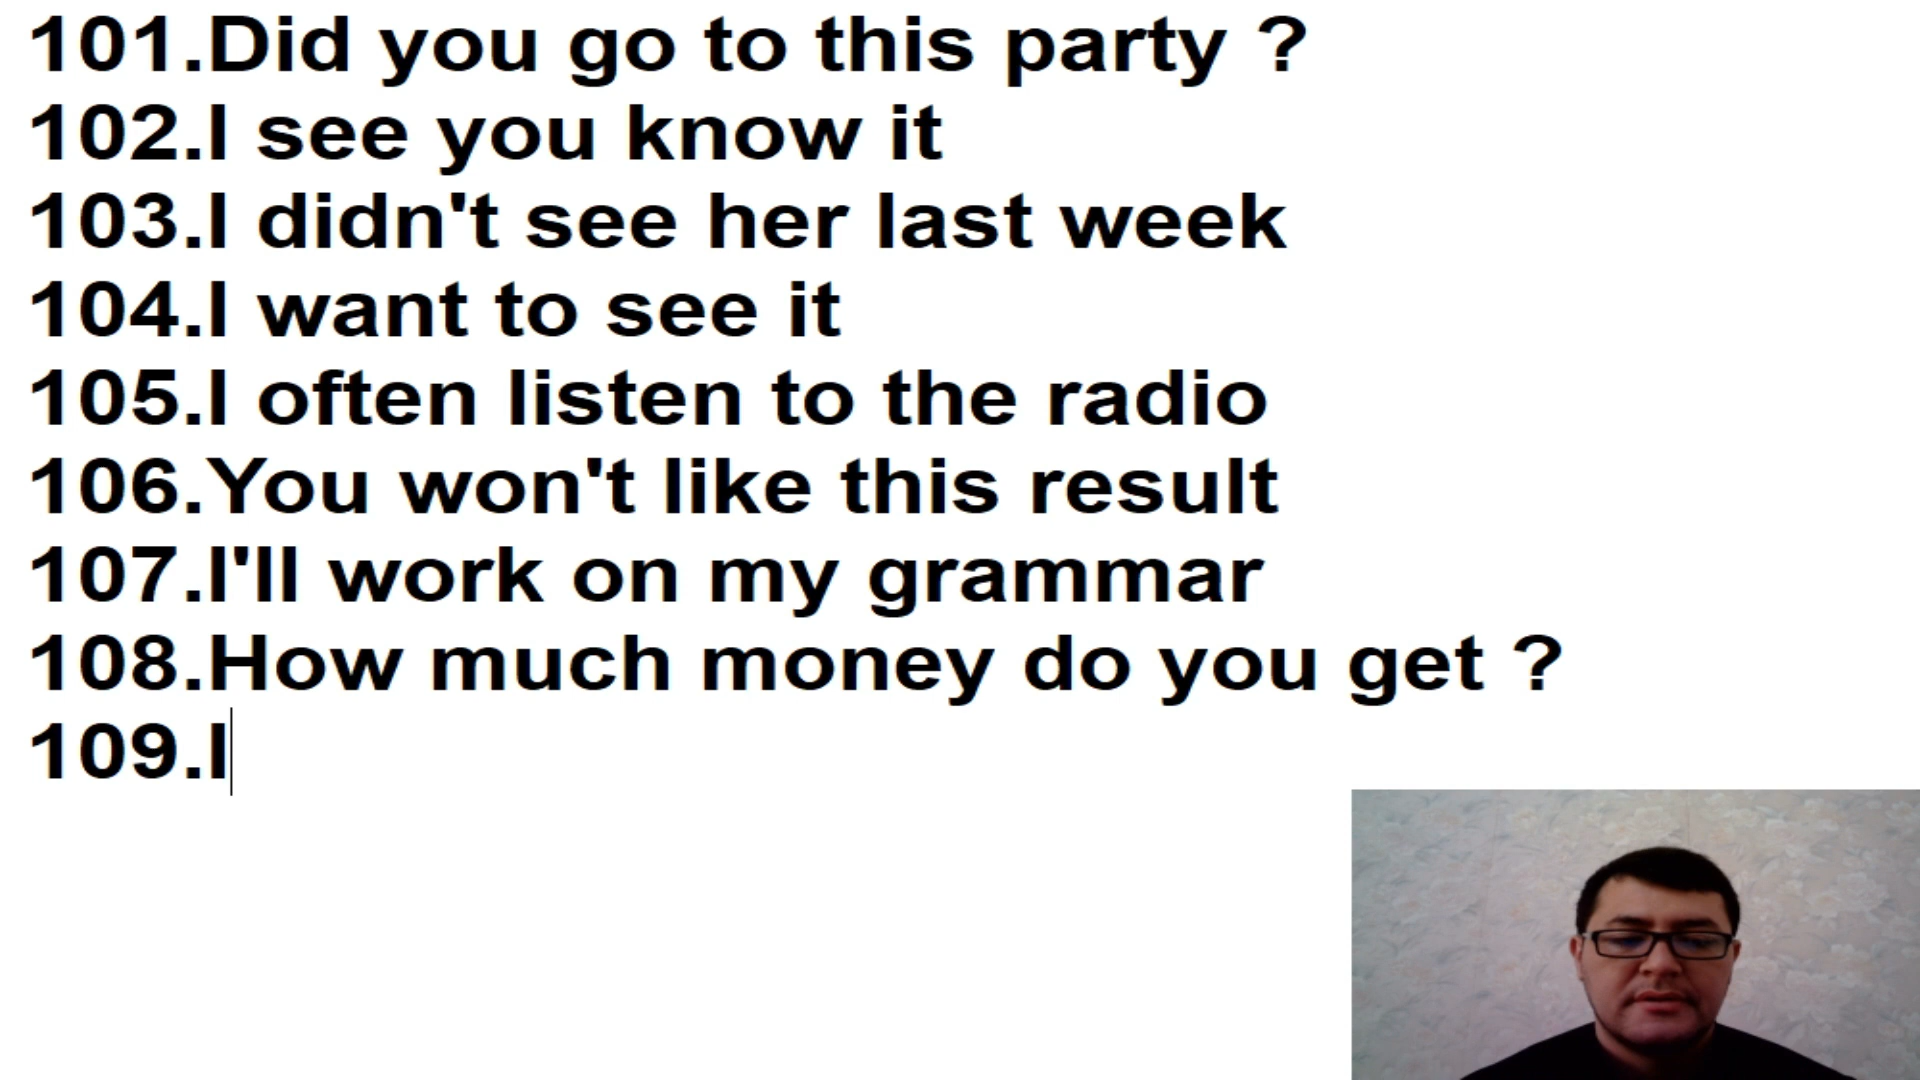 101.Did you go to this party ?
102.I see you know it
103.I didn't see her last week
104.I want to see it
105.I often listen to the radio
106.You won't like this result
107.I'll work on my grammar
108.How much money do you get ?
109.I